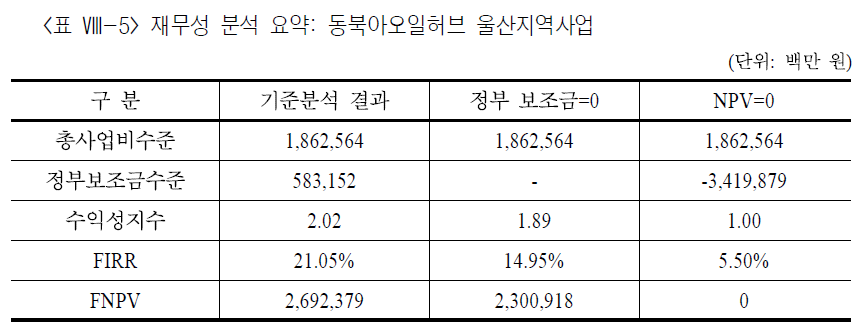 <표 Ⅷ-5> 재무성 분석 요약: 동북아오일허브 울산지역사업
(단위: 백만 원)
구 분 기준분석 결과 정부 보조금=0 NPV=0
총사업비수준 1,862,564 1,862,564 1,862,564
정부보조금수준 583,152 - -3,419,879
수익성지수 2.02 1.89 1.00
FIRR 21.05% 14.95% 5.50%
FNPV 2,692,379 2,300,918 0